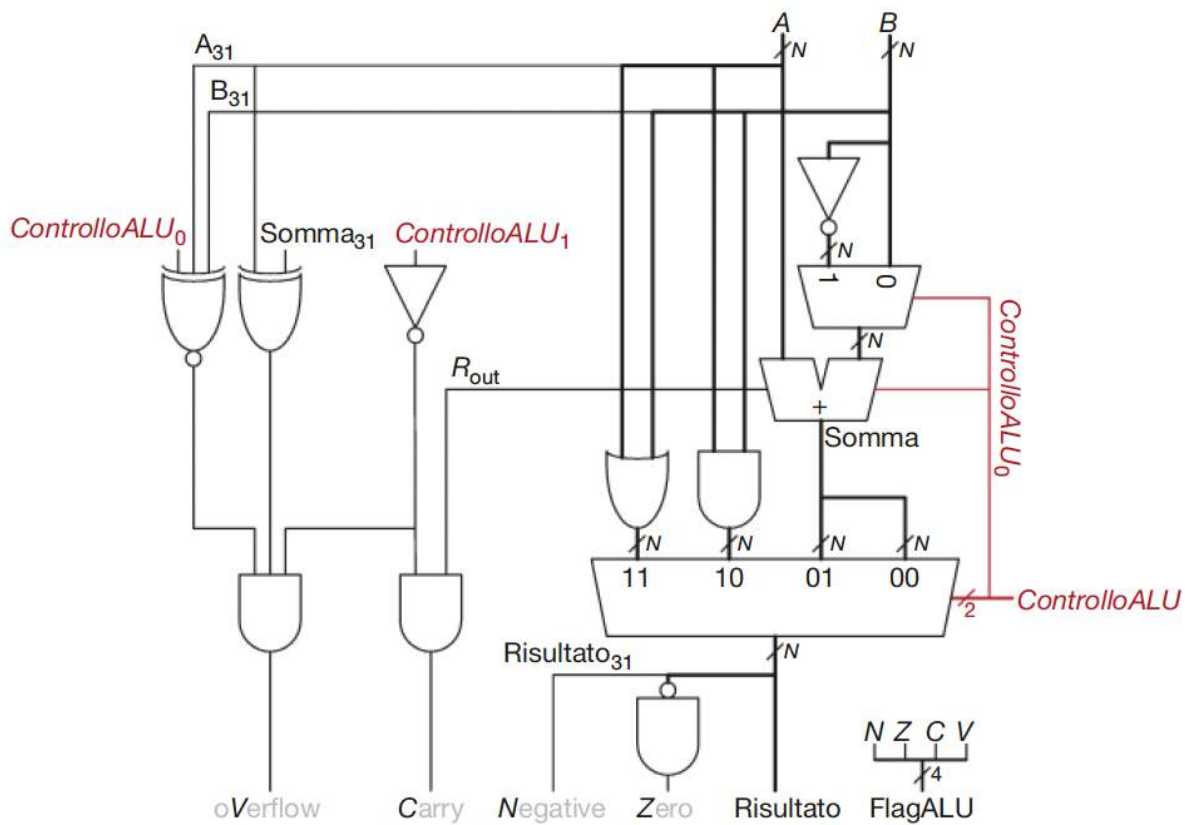 A B
N N
A31
B31
ControlloALU0 Somma31 ControlloALU1
N
1 0
N
ControlloALU0
Rout
+
Somma
N N N N
11 10 01 00
2 ControlloALU
Risultato31 N
N Z C V
4
oVerflow Carry Negative Zero Risultato FlagALU